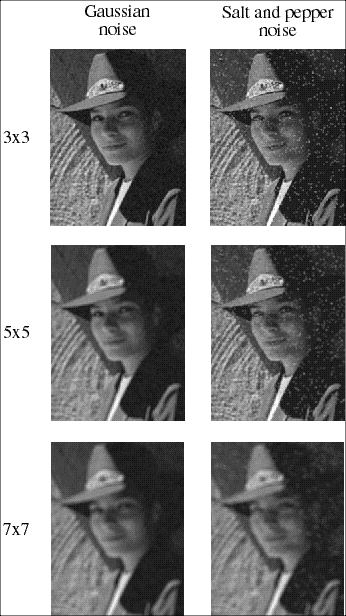 Gaussian
noise
Salt and pepper
noise
3x3
5x5
7x7